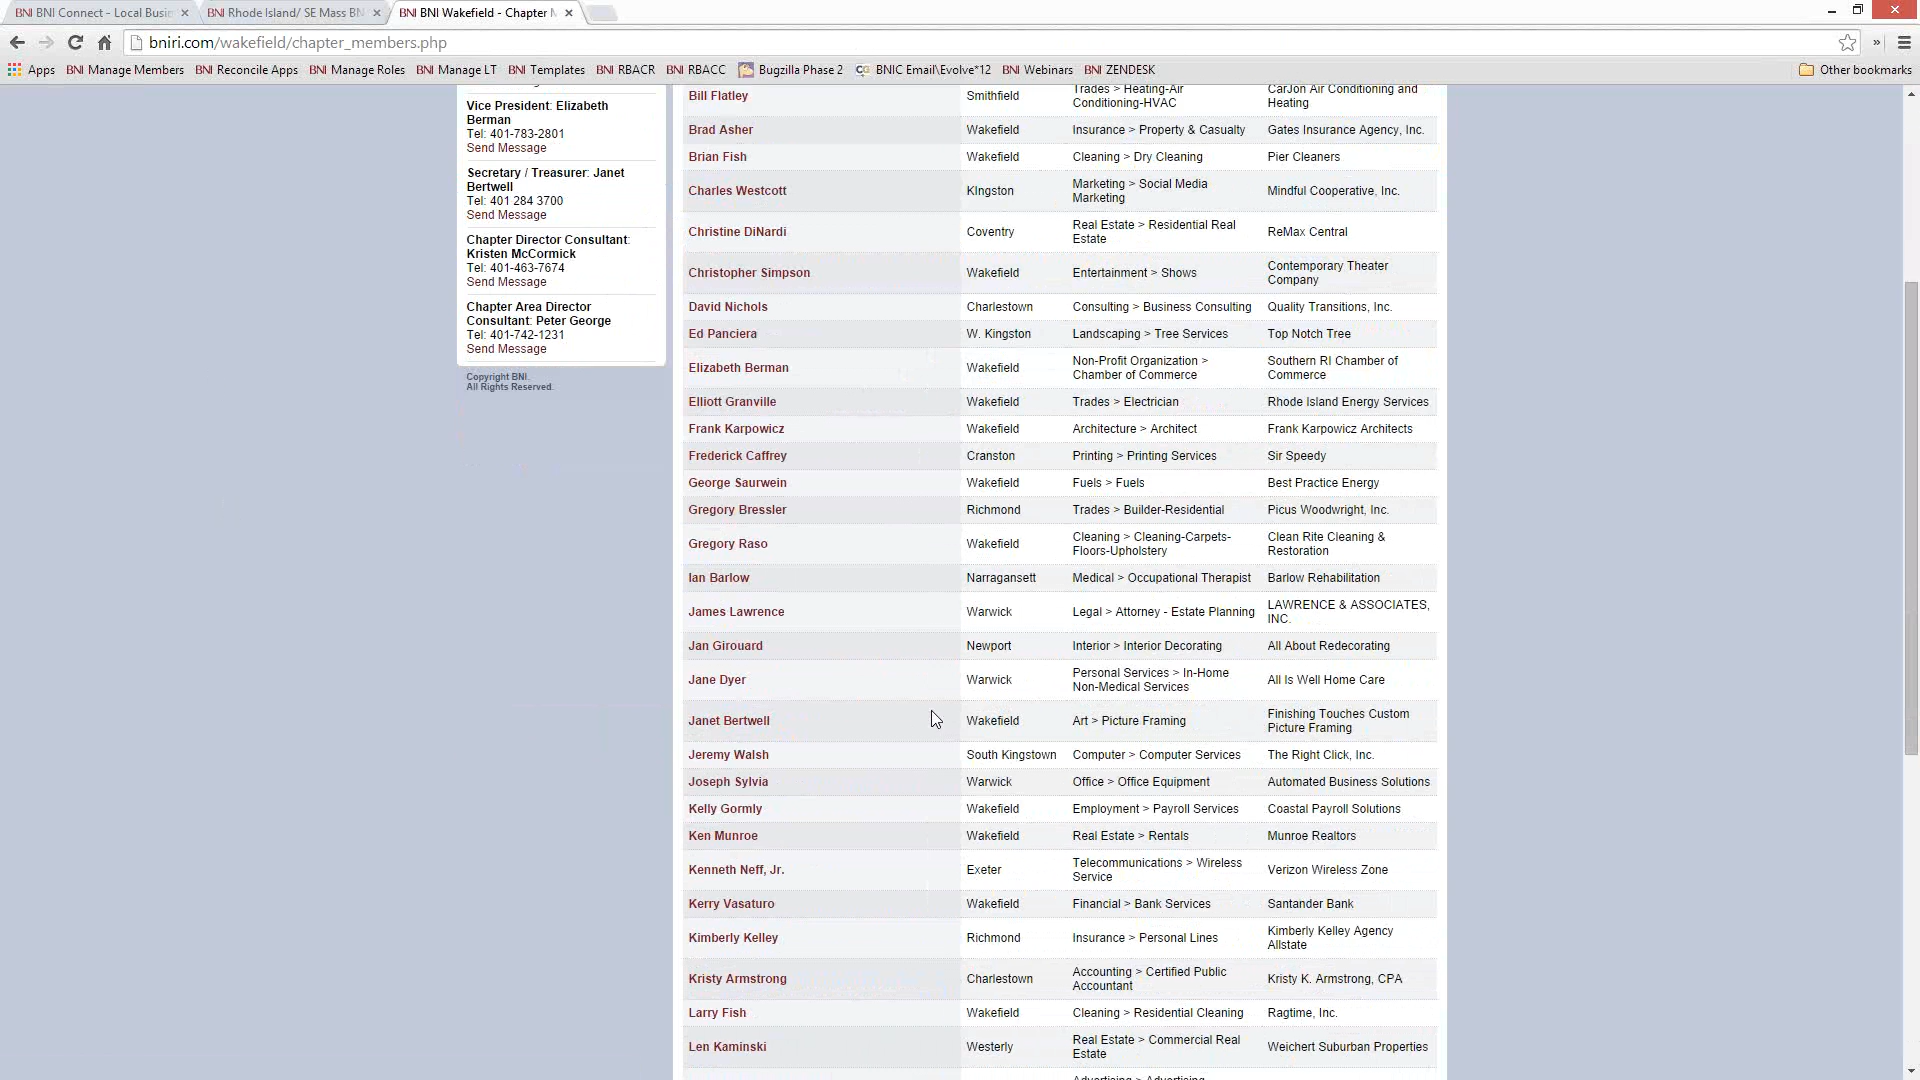 BNI BNI Connect - Local Busin
BNI Rhode Island/ SE Mass BN
BNI BNI Wakefield - Chapter M
bniri.com/wakefield/chapter_members.php
Apps BNI Manage Members BNI Reconcile Apps BNI Manage Roles BNI Manage LT BNI Templates BNI RBACR BNI RBACC Bugzilla Phase 2 BNIC Email\Evolve*12 BNI Webinars BNI ZENDESK Other bookmarks
Vice President: Elizabeth
Berman
Tel: 401-783-2801
Send Message
Secretary / Treasurer: Janet
Bertwell
Tel: 401 284 3700
Send Message
Chapter Director Consultant:
Kristen McCormick
Tel: 401-463-7674
Send Message
Chapter Area Director
Consultant: Peter George
Tel: 401-742-1231
Send Message
Copyright BNI.
All Rights Reserved.
Bill Flatley Smithfield Trades > Heating-Air CarJon Air Conditioning and
Conditioning-HVAC Heating
Brad Asher Wakefield Insurance > Property & Casualty Gates Insurance Agency, Inc.
Brian Fish Wakefield Cleaning > Dry Cleaning Pier Cleaners
Charles Westcott KIngston Marketing > Social Media Mindful Cooperative, Inc.
Marketing
Christine DiNardi Coventry Real Estate > Residential Real ReMax Central
Estate
Christopher Simpson Wakefield Entertainment > Shows Contemporary Theater
Company
David Nichols Charlestown Consulting > Business Consulting Quality Transitions, Inc.
Ed Panciera W. Kingston Landscaping > Tree Services Top Notch Tree
Elizabeth Berman Wakefield Non-Profit Organization > Southern RI Chamber of
Chamber of Commerce Commerce
Elliott Granville Wakefield Trades > Electrician Rhode Island Energy Services
Frank Karpowicz Wakefield Architecture > Architect Frank Karpowicz Architects
Frederick Caffrey Cranston Printing > Printing Services Sir Speedy
George Saurwein Wakefield Fuels > Fuels Best Practice Energy
Gregory Bressler Richmond Trades > Builder-Residential Picus Woodwright, Inc.
Gregory Raso Wakefield Cleaning > Cleaning-Carpets- Clean Rite Cleaning &
Floors-Upholstery Restoration
Ian Barlow Narragansett Medical > Occupational Therapist Barlow Rehabilitation
James Lawrence Warwick Legal > Attorney - Estate Planning LAWRENCE & ASSOCIATES,
INC.
Jan Girouard Newport Interior > Interior Decorating All About Redecorating
Jane Dyer Warwick Personal Services > In-Home All Is Well Home Care
Non-Medical Services
Janet Bertwell Wakefield Art > Picture Framing Finishing Touches Custom
Picture Framing
Jeremy Walsh South Kingstown Computer > Computer Services The Right Click, Inc.
Joseph Sylvia Warwick Office > Office Equipment Automated Business Solutions
Kelly Gormly Wakefield Employment > Payroll Services Coastal Payroll Solutions
Ken Munroe Wakefield Real Estate > Rentals Munroe Realtors
Kenneth Neff, Jr. Exeter Telecommunications > Wireless Verizon Wireless Zone
Service
Kerry Vasaturo Wakefield Financial > Bank Services Santander Bank
Kimberly Kelley Richmond Insurance > Personal Lines Kimberly Kelley Agency
Allstate
Kristy Armstrong Charlestown Accounting > Certified Public Kristy K. Armstrong, CPA
Accountant
Larry Fish Wakefield Cleaning > Residential Cleaning Ragtime, Inc.
Len Kaminski Westerly Real Estate > Commercial Real Weichert Suburban Properties
Estate
Advertising > Advertising